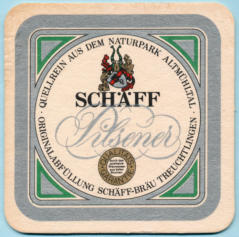 · QUELLREIN AUS DEM NATURPARK ALTMÜHLTAL ·
SCHÄFF
Pilsener
ORIGINALABFÜLLUNG SCHÄFF-BRÄU TREUCHTLINGEN